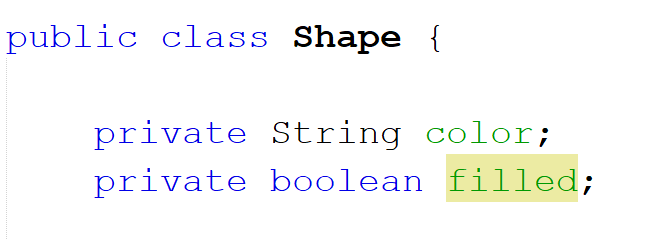 public class Shape {
private String color;
private boolean filled;